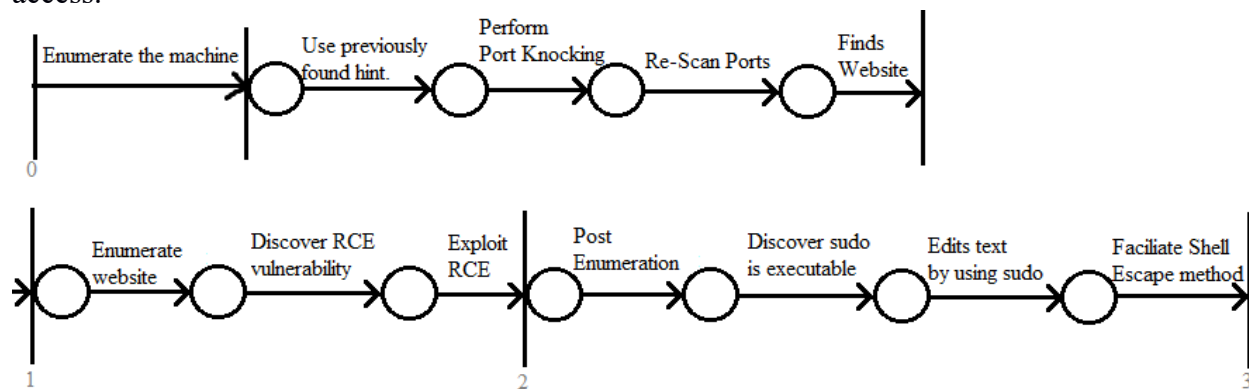 access.
Enumerate the machine
Use previously
found hint.
Perform
Port Knocking
Re-Scan Ports
Finds
Website
0
Enumerate
website
Discover RCE
vulnerability
Exploit
RCE
Post
Enumeration
Discover sudo
is executable
Edits text
by using sudo
Faciliate Shell
Escape method
1
2
3